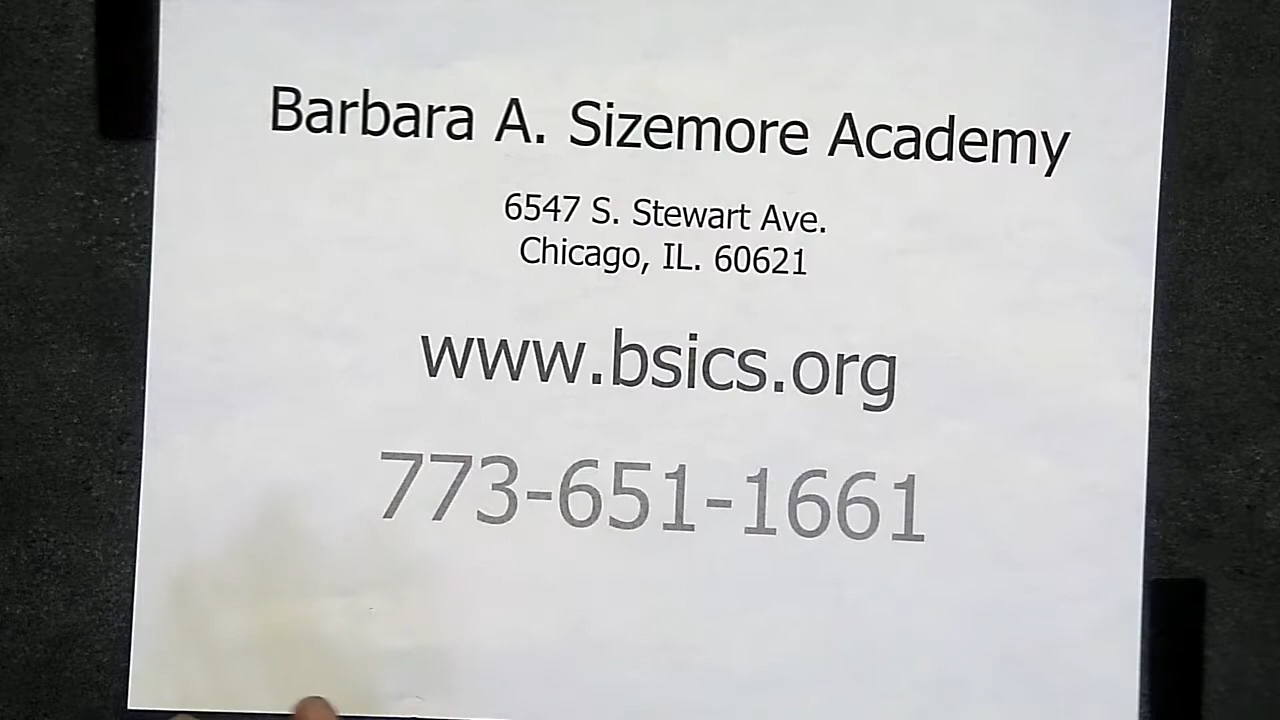 Barbara A. Sizemore Academy
6547 S. Stewart Ave.
Chicago, IL. 60621
www.bsics.org
773-651-1661